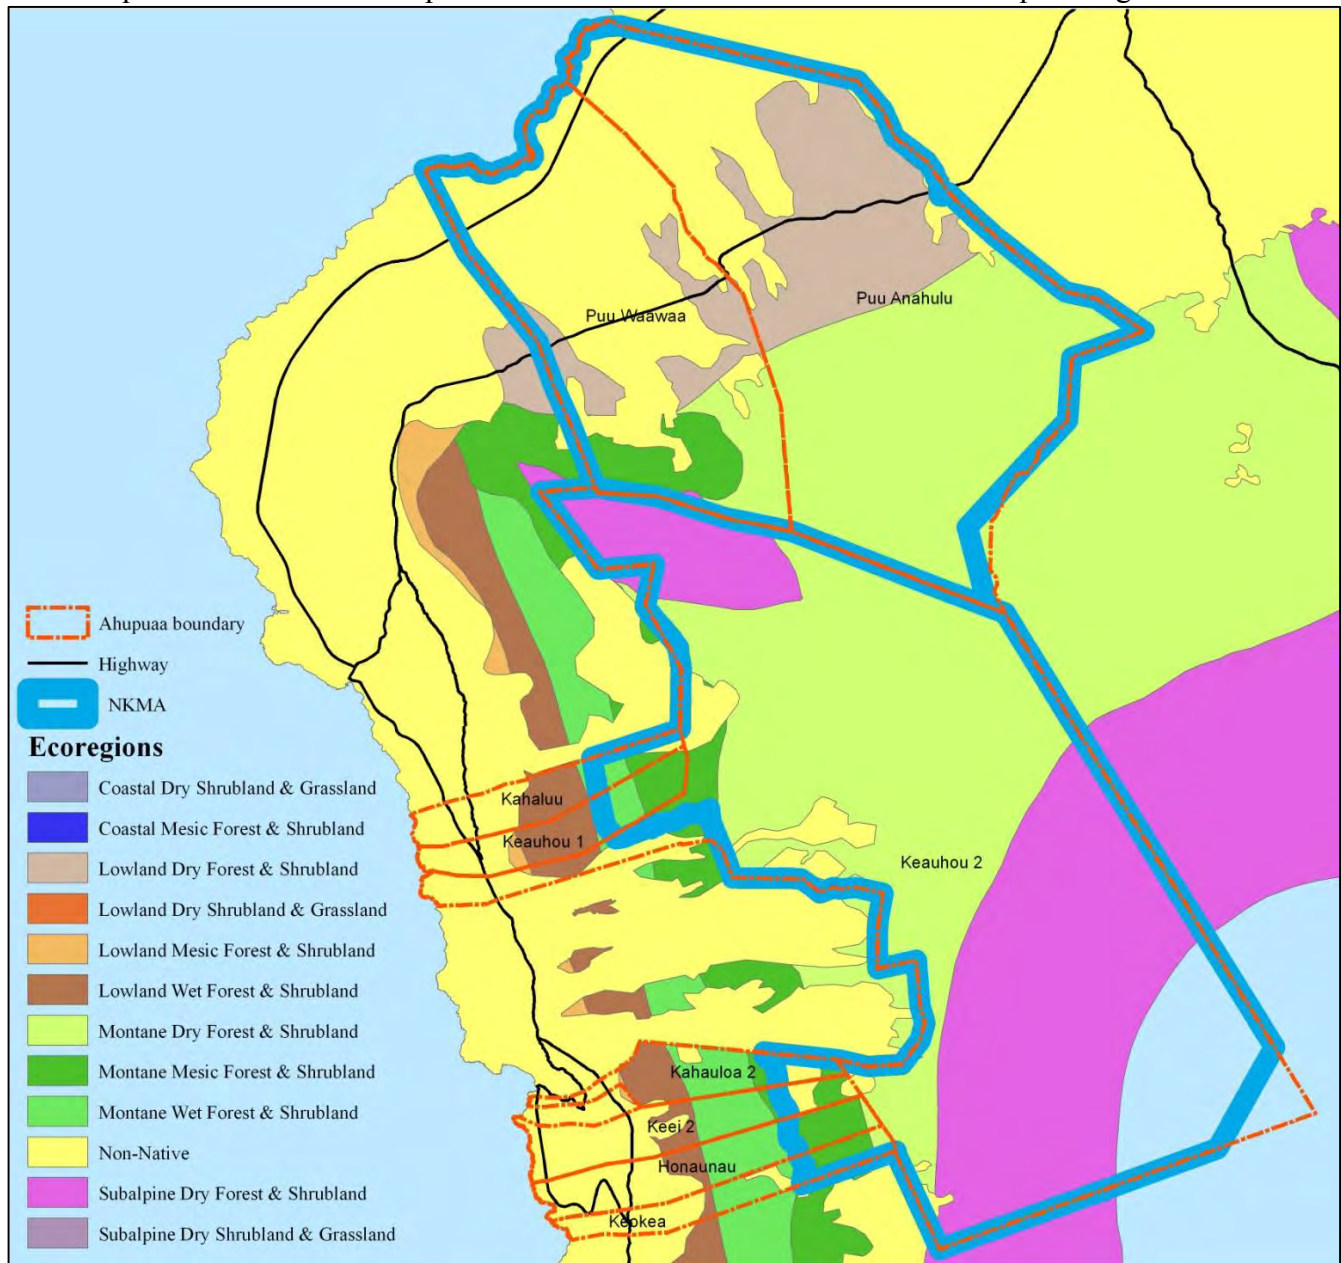 Puu Anahulu
Puu Waawaa
Ahupuaa boundary
Highway
NKMA
Ecoregions
Coastal Dry Shrubland & Grassland
Coastal Mesic Forest & Shrubland
Lowland Dry Forest & Shrubland
Lowland Dry Shrubland & Grassland
Lowland Mesic Forest & Shrubland
Lowland Wet Forest & Shrubland
Montane Dry Forest & Shrubland
Montane Mesic Forest & Shrubland
Montane Wet Forest & Shrubland
Non-Native
Subalpine Dry Forest & Shrubland
Subalpine Dry Shrubland & Grassland
Kahaluu
Keauhou 1
Keauhou 2
Kahauloa 2
Keei 2
Honaunau
Keokea